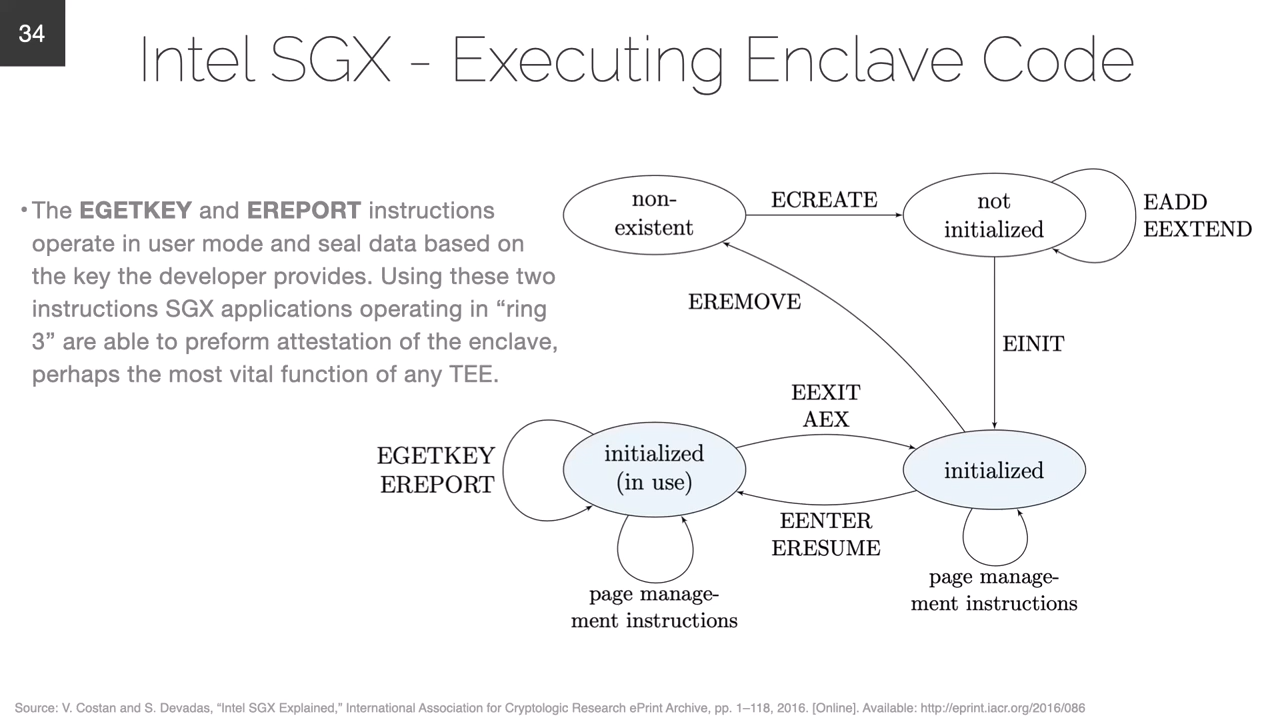 34
Intel SGX - Executing Enclave Code
• The EGETKEY and EREPORT instructions
operate in user mode and seal data based on
the key the developer provides. Using these two
instructions SGX applications operating in “ring
3” are able to preform attestation of the enclave,
perhaps the most vital function of any TEE.
non-
existent
ECREATE
not
initialized
EADD
EEXTEND
EREMOVE
EINIT
EEXIT
AEX
EGETKEY
EREPORT
initialized
(in use)
initialized
EENTER
ERESUME
page manage-
ment instructions
page manage-
ment instructions
Source: V. Costan and S. Devadas, “Intel SGX Explained,” International Association for Cryptologic Research ePrint Archive, pp. 1–118, 2016. [Online]. Available: http://eprint.iacr.org/2016/086